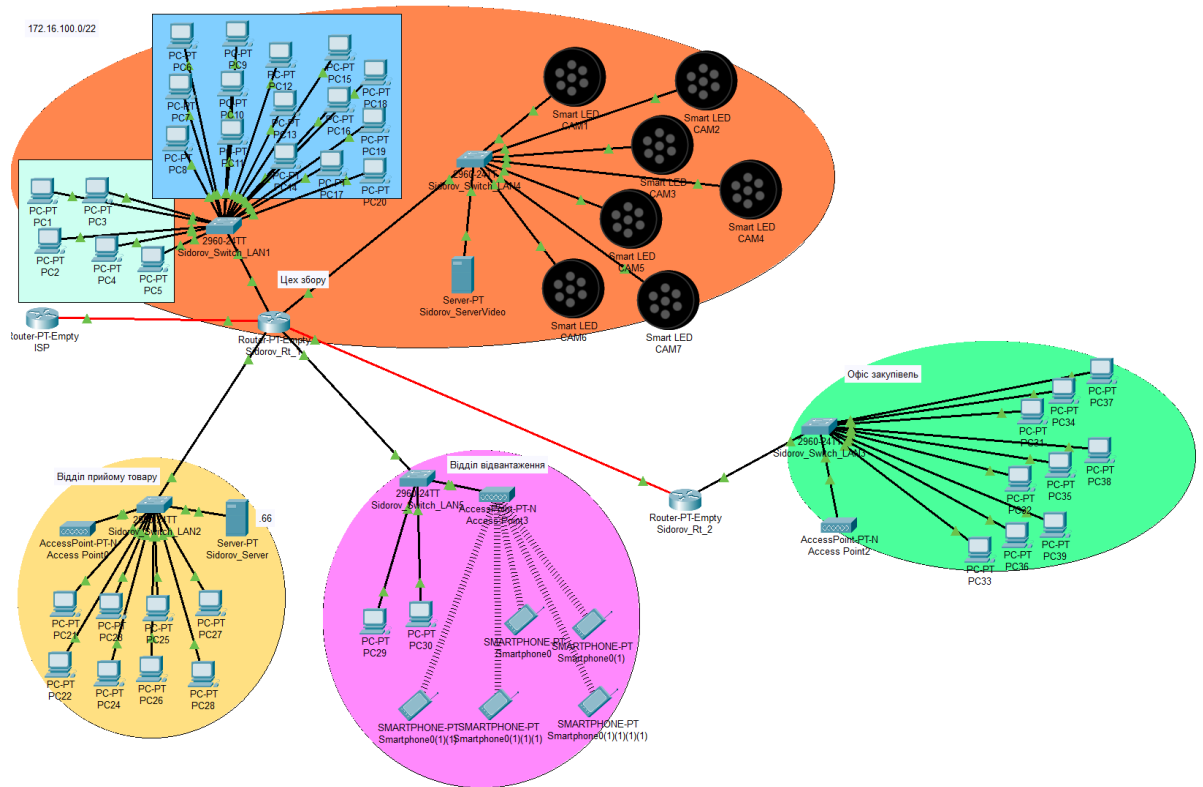 172.16.100.0/22
PC-PT
PC6
PC-PT
PC9
PC-PT
PC12
PC-PT
PC15
PC-PT
PC18
PC-PT
PC7
PC-PT
PC10
PC-PT
PC13
PC-PT
PC16
PC-PT
PC19
PC-PT
PC8
PC-PT
PC11
PC-PT
PC14
PC-PT
PC17
PC-PT
PC20
PC-PT
PC1
PC-PT
PC3
PC-PT
PC2
PC-PT
PC4
PC-PT
PC5
2960-24TT
Sidorov_Switch_LAN1
2960-24TT
Sidorov_Switch_LAN4
Smart LED
CAM1
Smart LED
CAM2
Smart LED
CAM3
Smart LED
CAM4
Smart LED
CAM5
Smart LED
CAM6
Smart LED
CAM7
Server-PT
Sidorov_ServerVideo
Цех збору
Router-PT-Empty
ISP
Router-PT-Empty
Sidorov_Rt_1
Офіс закупівель
2960-24TT
Sidorov_Switch_LAN3
PC-PT
PC37
PC-PT
PC34
PC-PT
PC31
PC-PT
PC38
PC-PT
PC35
PC-PT
PC32
PC-PT
PC39
PC-PT
PC36
PC-PT
PC33
AccessPoint-PT-N
Access Point2
Router-PT-Empty
Sidorov_Rt_2
Відділ прийому товару
2960-24TT
Sidorov_Switch_LAN2
AccessPoint-PT-N
Access Point0
Server-PT
Sidorov_Server
.66
PC-PT
PC21
PC-PT
PC23
PC-PT
PC25
PC-PT
PC27
PC-PT
PC22
PC-PT
PC24
PC-PT
PC26
PC-PT
PC28
Відділ відвантаження
2960-24TT
Sidorov_Switch_LAN5
AccessPoint-PT-N
Access Point3
PC-PT
PC29
PC-PT
PC30
SMARTPHONE-PT
Smartphone0
SMARTPHONE-PT
Smartphone0(1)
SMARTPHONE-PT
Smartphone0(1)(1)
SMARTPHONE-PT
Smartphone0(1)(1)(1)
SMARTPHONE-PT
Smartphone0(1)(1)(1)(1)